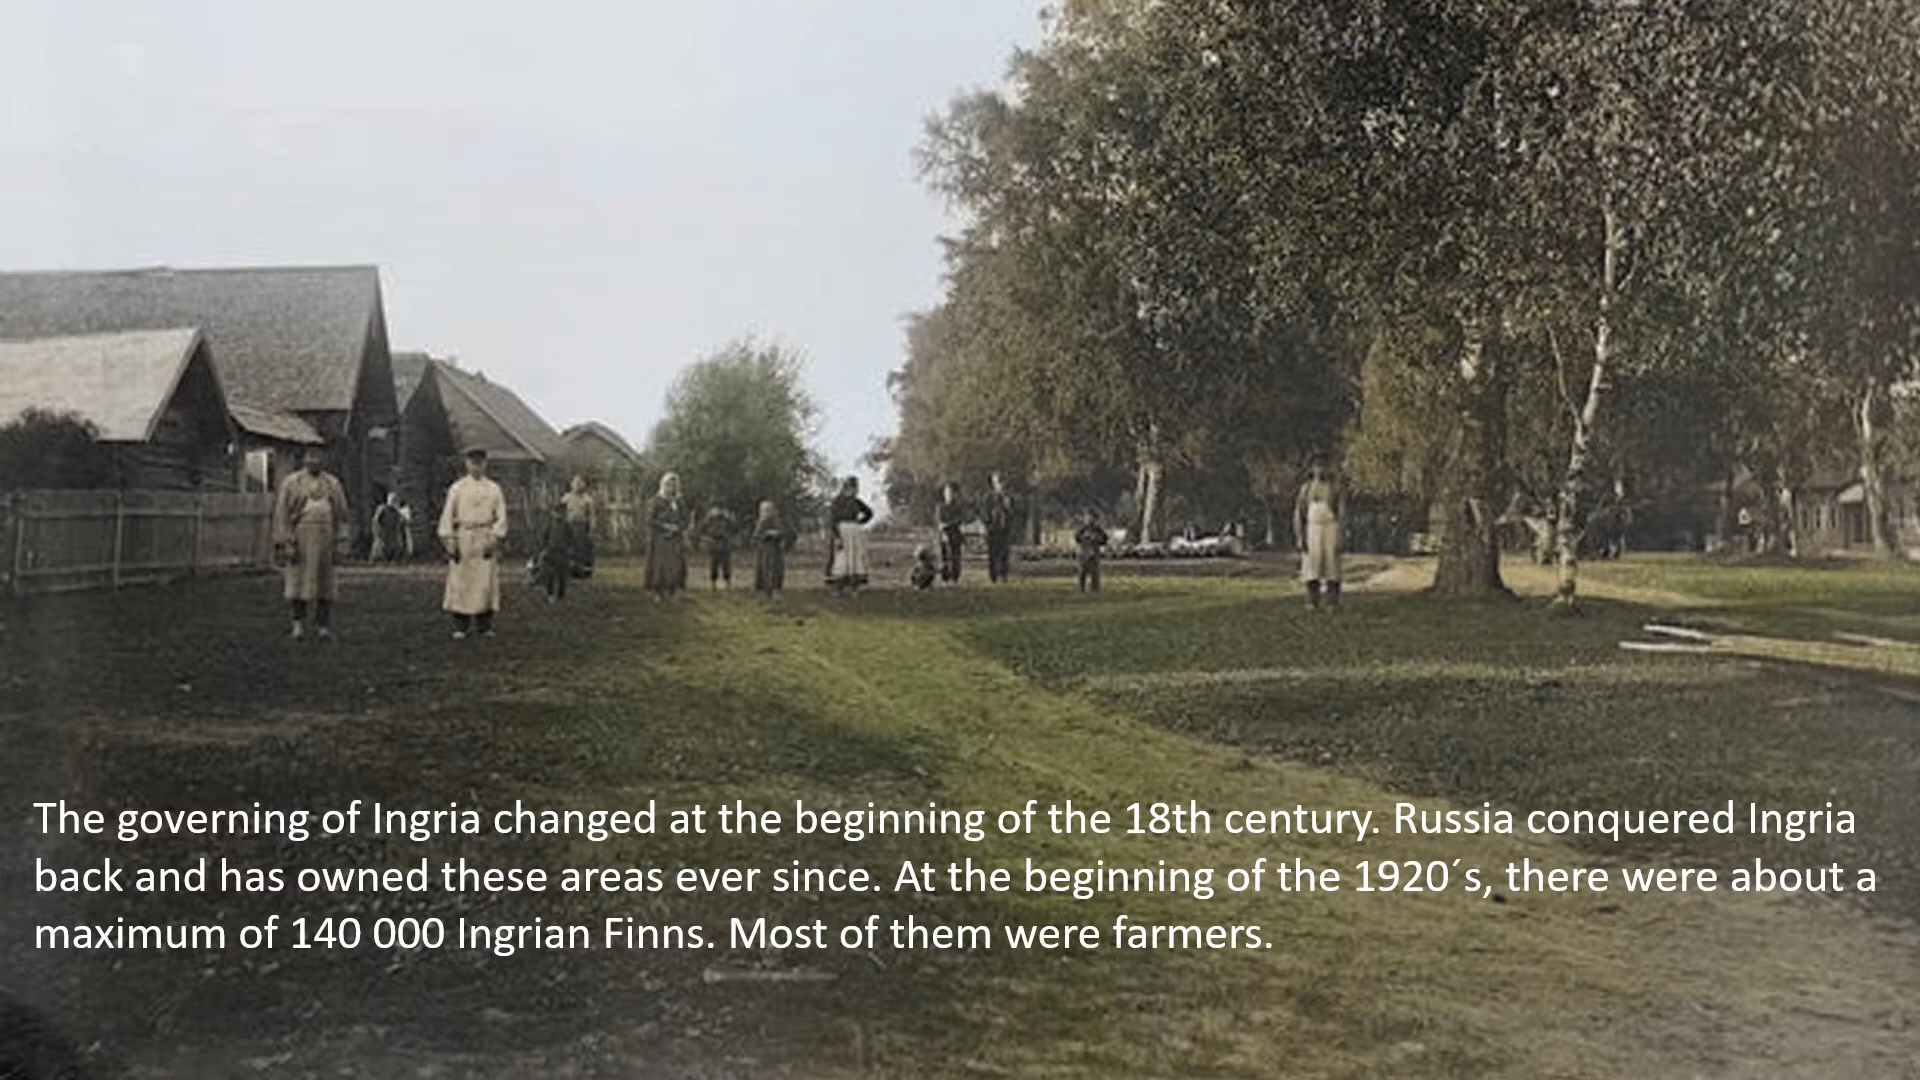 The governing of Ingria changed at the beginning of the 18th century. Russia conquered Ingria
back and has owned these areas ever since. At the beginning of the 1920´s, there were about a
maximum of 140 000 Ingrian Finns. Most of them were farmers.